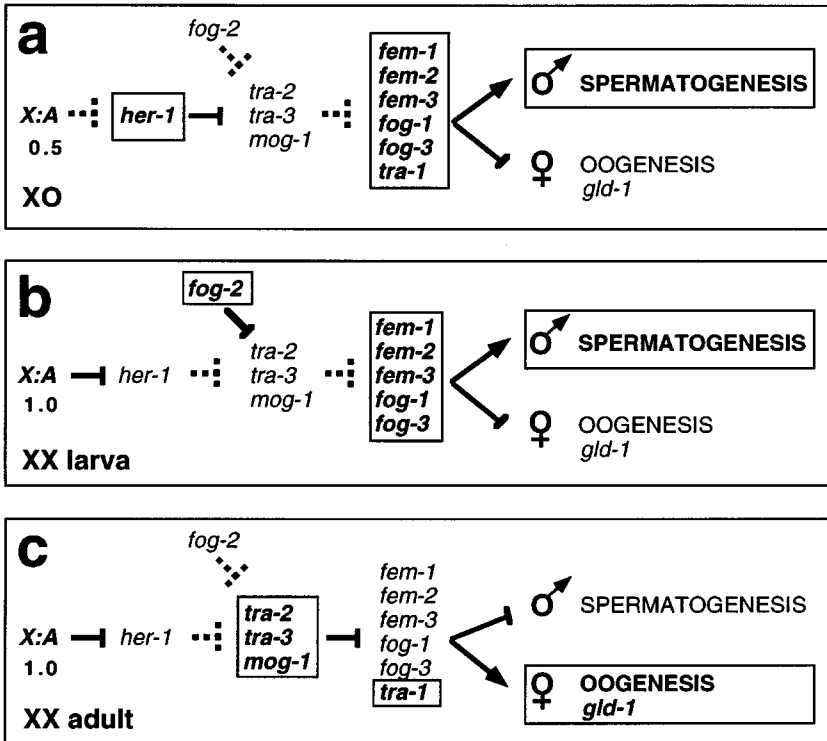 a
fog-2
X:A
0.5
her-1
tra-2
tra-3
mog-1
fem-1
fem-2
fem-3
fog-1
fog-3
tra-1
♂ SPERMATOGENESIS
♀ OOGENESIS
gld-1
XO
b
fog-2
X:A
1.0
her-1
tra-2
tra-3
mog-1
fem-1
fem-2
fem-3
fog-1
fog-3
♂ SPERMATOGENESIS
♀ OOGENESIS
gld-1
XX larva
c
fog-2
X:A
1.0
her-1
tra-2
tra-3
mog-1
fem-1
fem-2
fem-3
fog-1
fog-3
tra-1
♂ SPERMATOGENESIS
♀ OOGENESIS
gld-1
XX adult